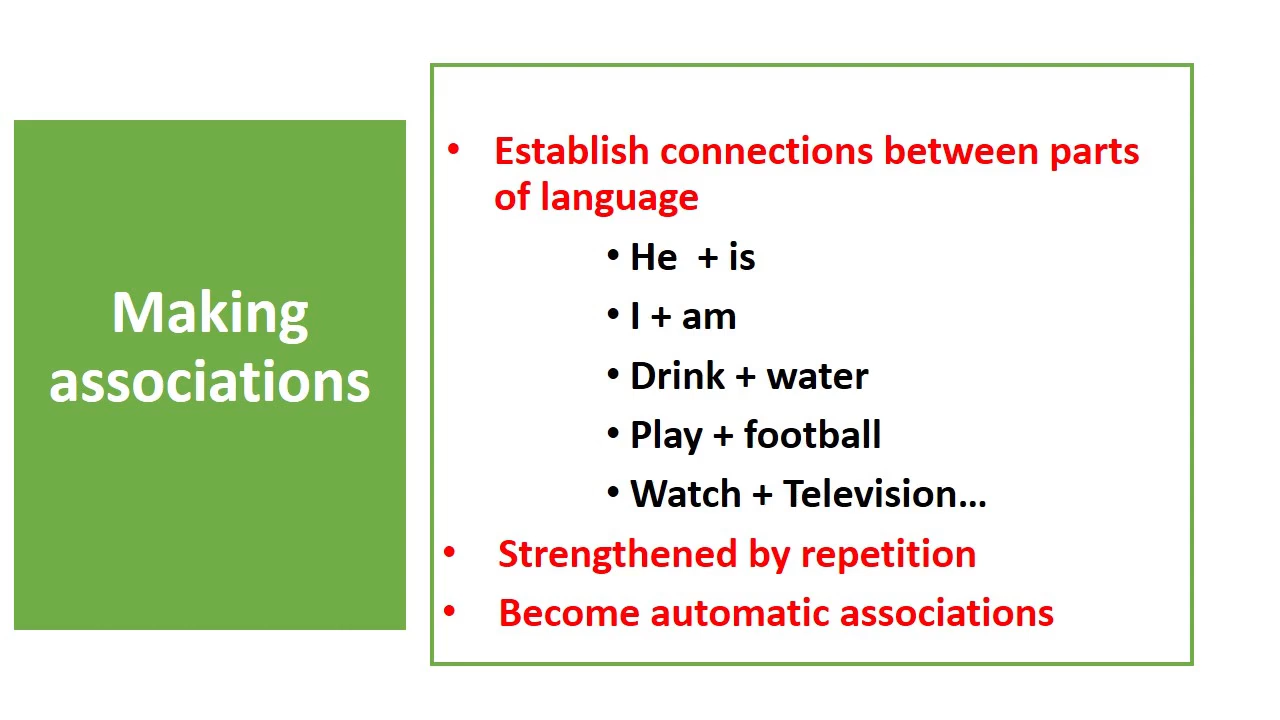 Making
associations
• Establish connections between parts
of language
• He + is
• I + am
• Drink + water
• Play + football
• Watch + Television...
• Strengthened by repetition
• Become automatic associations